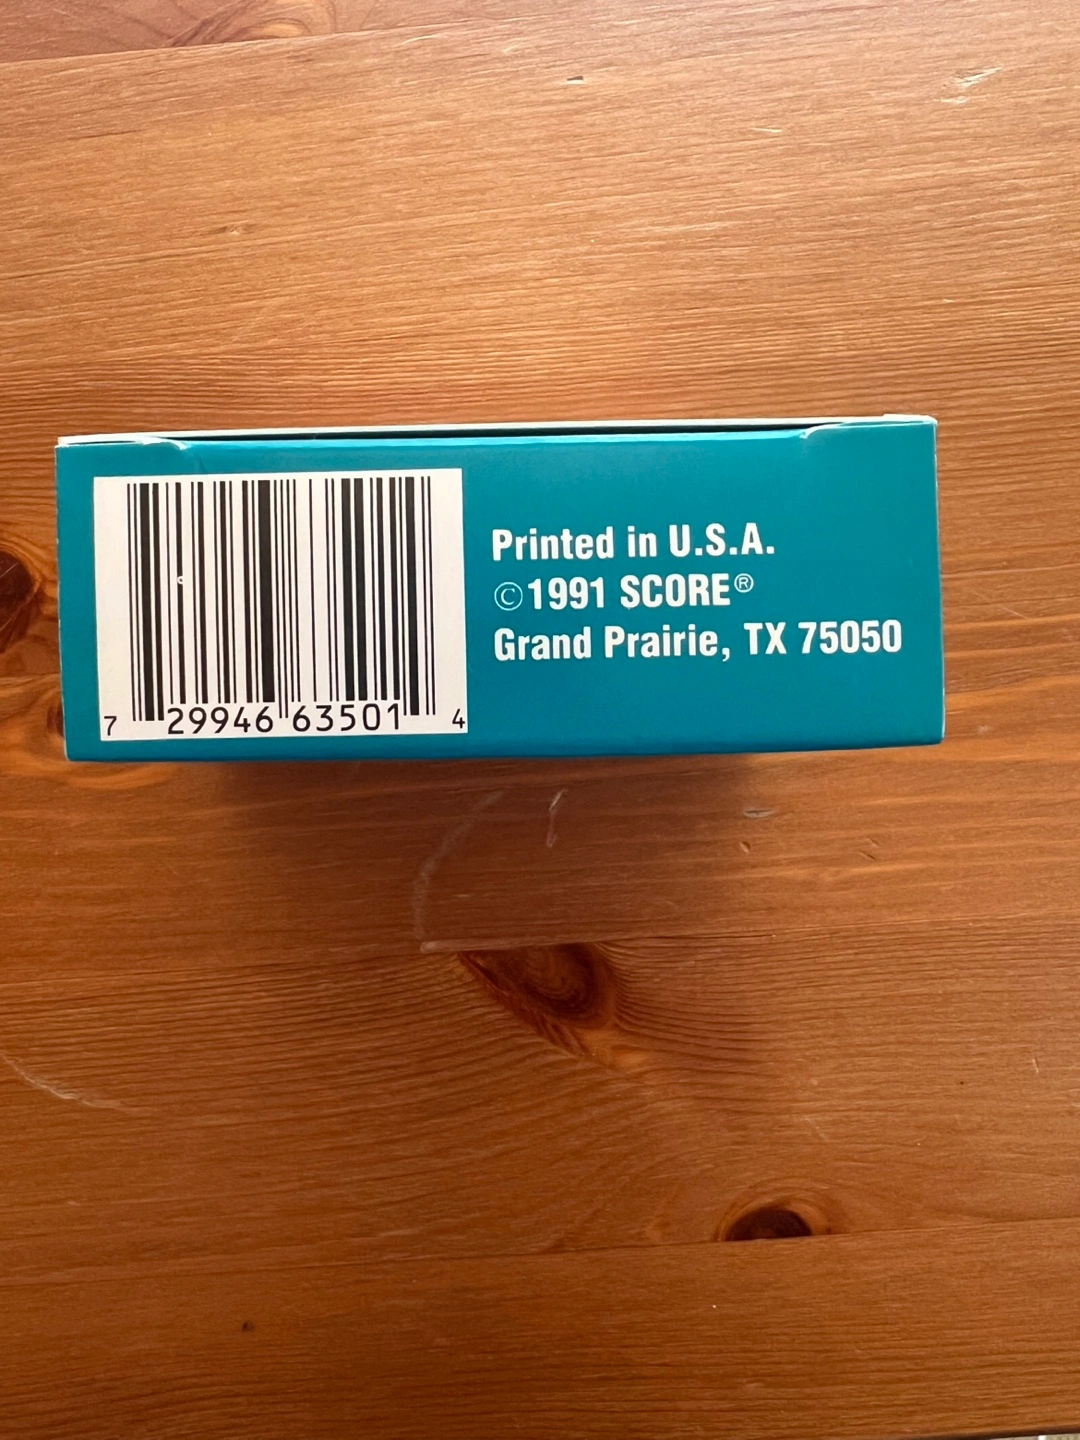 7 29946 63501 4
Printed in U.S.A.
©1991 SCORE®
Grand Prairie, TX 75050